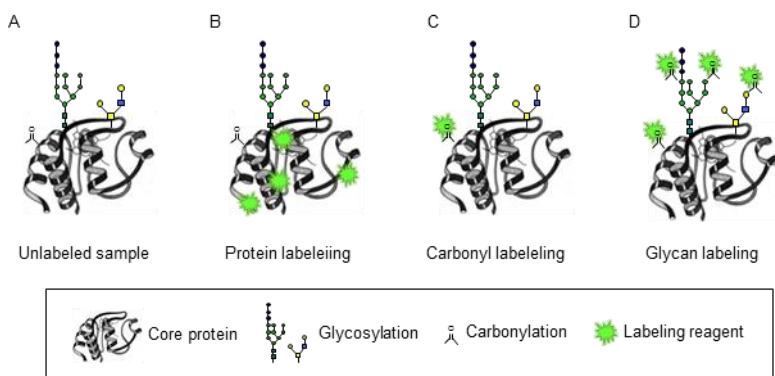 A
B
C
D
Unlabeled sample
Protein labeleiing
Carbonyl labeleling
Glycan labeling
Core protein
Glycosylation
Carbonylation
Labeling reagent